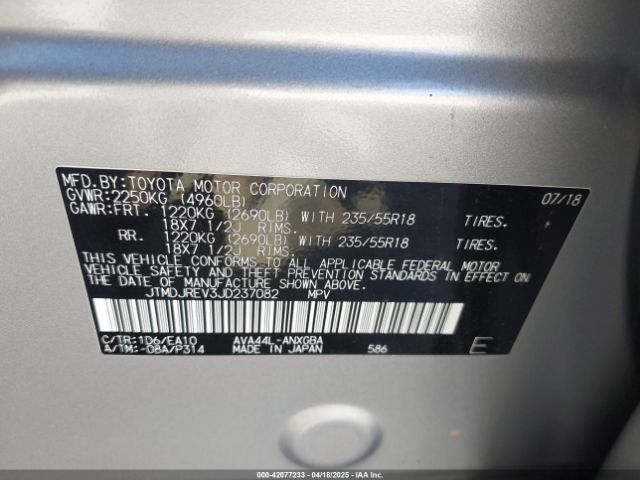 MFD.BY:TOYOTA MOTOR CORPORATION 07/18
GVWR:2250KG (4960LB)
GAWR:FRT. 1220KG (2690LB) WITH 235/55R18 TIRES.
18X7 1/2J RIMS.
RR. 1220KG (2690LB) WITH 235/55R18 TIRES.
18X7 1/2J RIMS.
THIS VEHICLE CONFORMS TO ALL APPLICABLE FEDERAL MOTOR
VEHICLE SAFETY AND THEFT PREVENTION STANDARDS IN EFFECT ON
THE DATE OF MANUFACTURE SHOWN ABOVE.
JTMDJREV3JD237082 MPV
C/TR:1D6/EA10 AVA44L-ANXGBA
A/TM:-08A/P314 MADE IN JAPAN 586 E
000-42077233 - 04/18/2025 - IAA Inc.